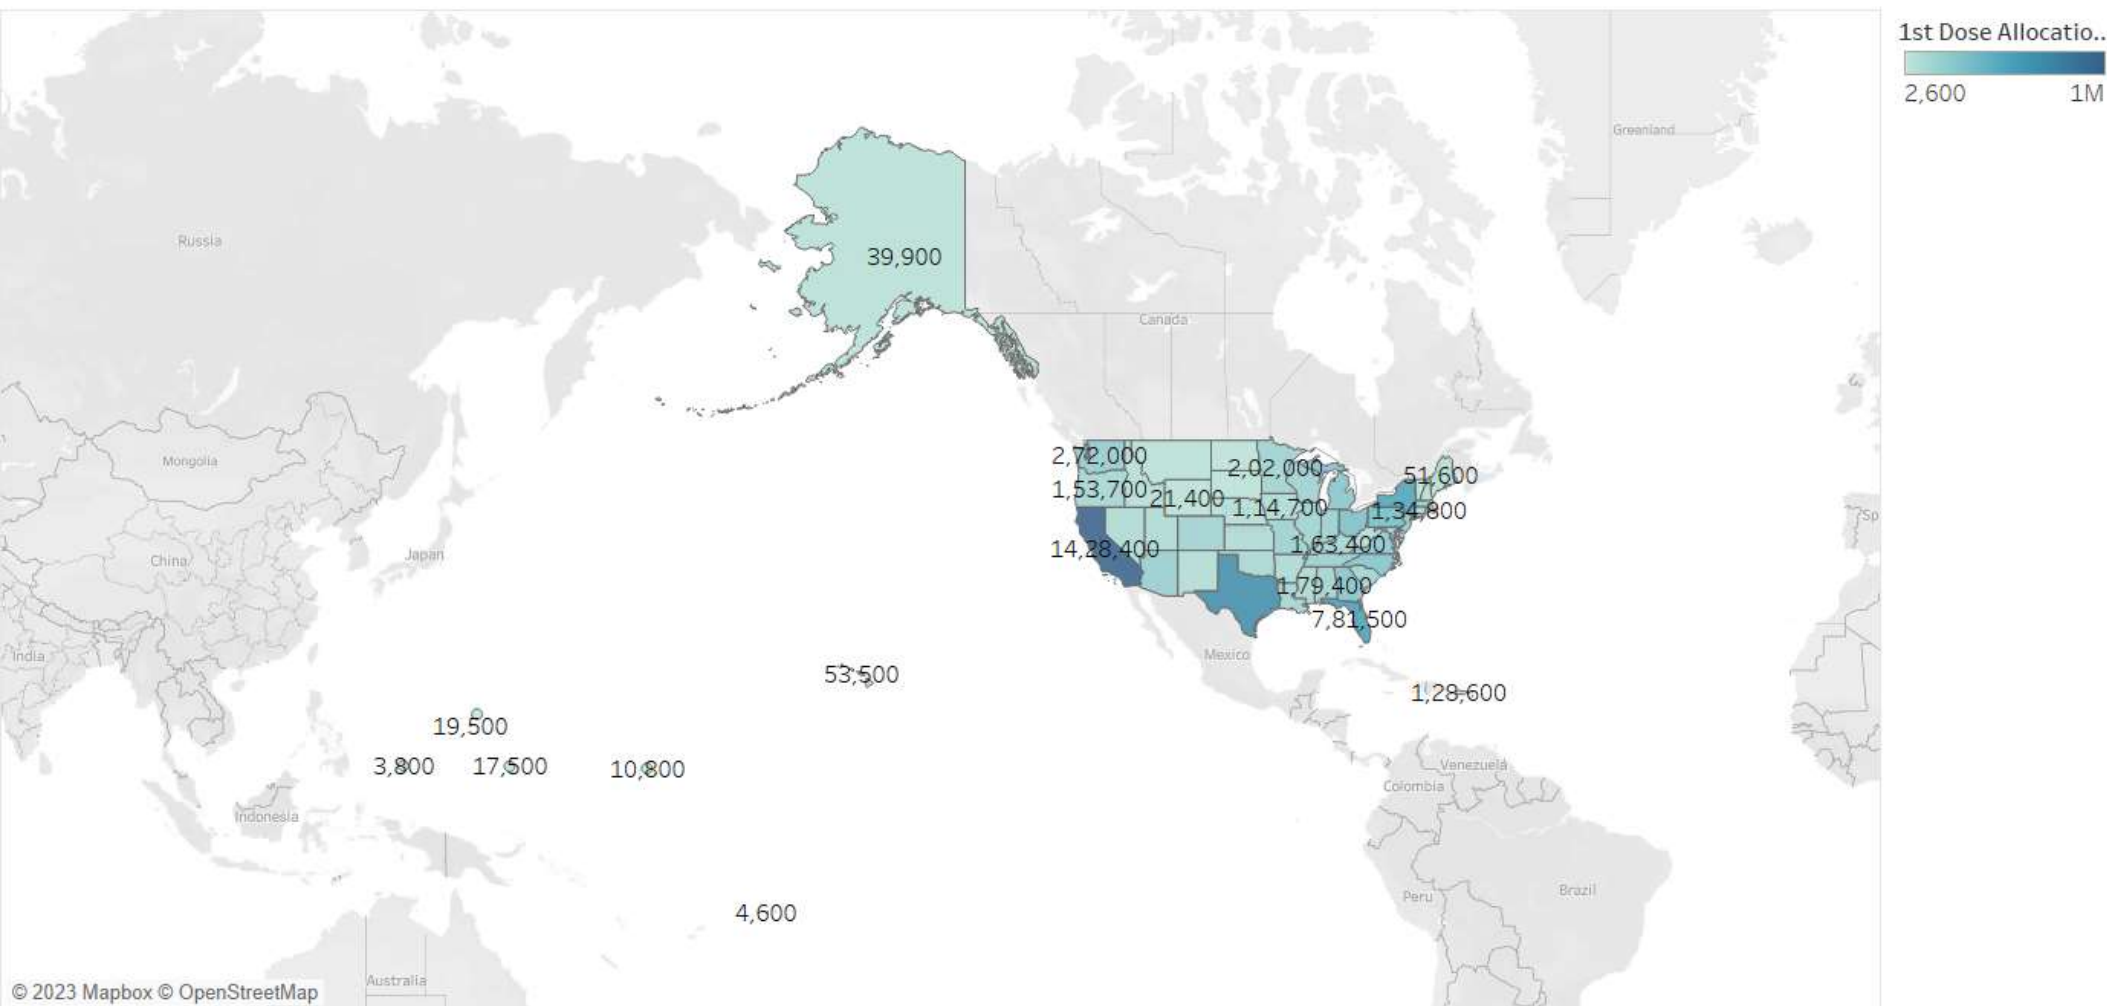 1st Dose Allocatio..
2,600 1M
Greenland
Russia
39,900
Canada
Mongolia
2,72,000
2,02,000
51,600
1,53,700
21,400
1,14,700
1,34,800
China
Japan
14,28,400
1,63,400
1,79,400
7,81,500
India
Mexico
53,500
1,28,600
19,500
3,800
17,500
10,800
Venezuela
Colombia
Indonesia
Peru
Brazil
4,600
Australia
Sp
© 2023 Mapbox © OpenStreetMap